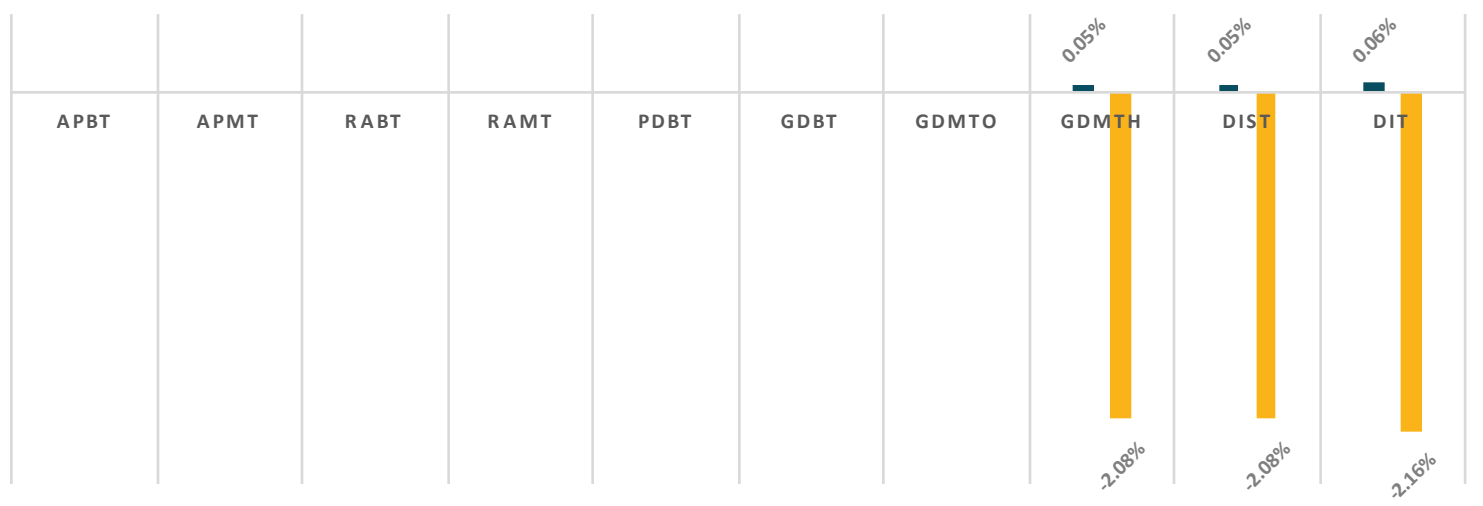 0.05% 0.05% 0.06%
APBT APMT RABT RAMT PDBT GDBT GDMTO GDMTH DIST DIT
-2.08% -2.08% -2.16%